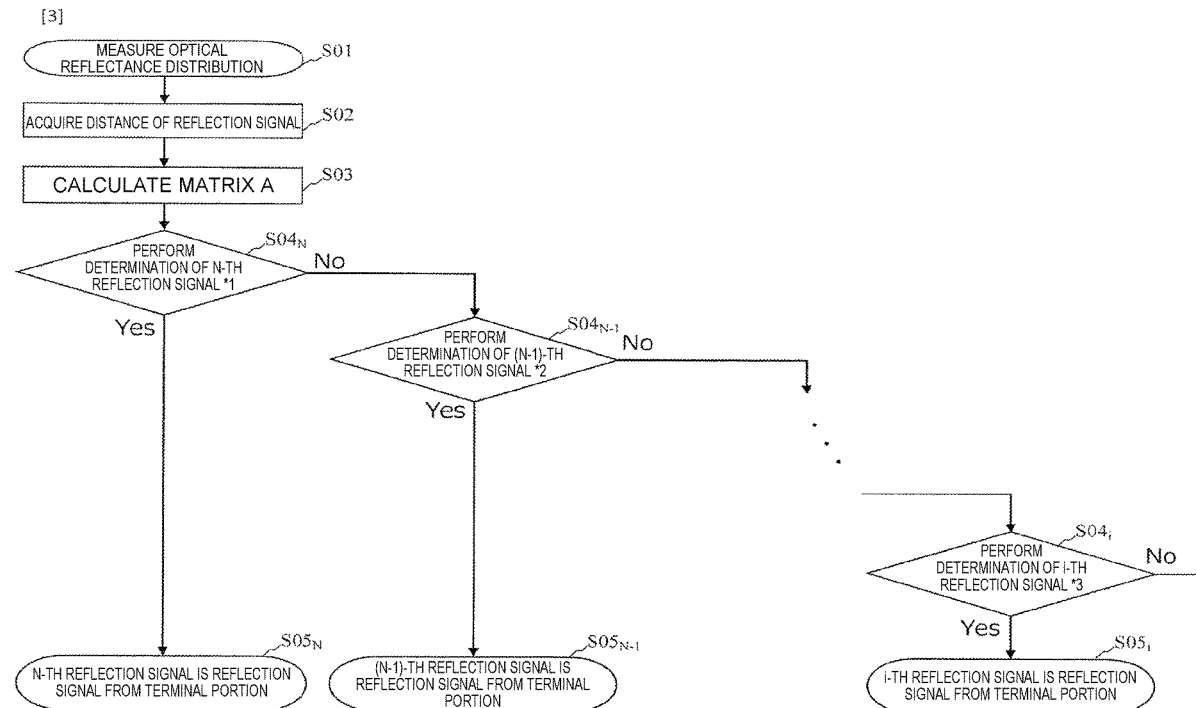 [3]
MEASURE OPTICAL
REFLECTANCE DISTRIBUTION
S01
ACQUIRE DISTANCE OF REFLECTION SIGNAL
S02
CALCULATE MATRIX A
S03
PERFORM
DETERMINATION OF N-TH
REFLECTION SIGNAL *1
S04N
No
Yes
PERFORM
DETERMINATION OF (N-1)-TH
REFLECTION SIGNAL *2
S04N-1
No
Yes
PERFORM
DETERMINATION OF i-TH
REFLECTION SIGNAL *3
S04i
No
Yes
N-TH REFLECTION SIGNAL IS REFLECTION
SIGNAL FROM TERMINAL PORTION
S05N
(N-1)-TH REFLECTION SIGNAL IS
REFLECTION SIGNAL FROM TERMINAL
PORTION
S05N-1
i-TH REFLECTION SIGNAL IS REFLECTION
SIGNAL FROM TERMINAL PORTION
S05i